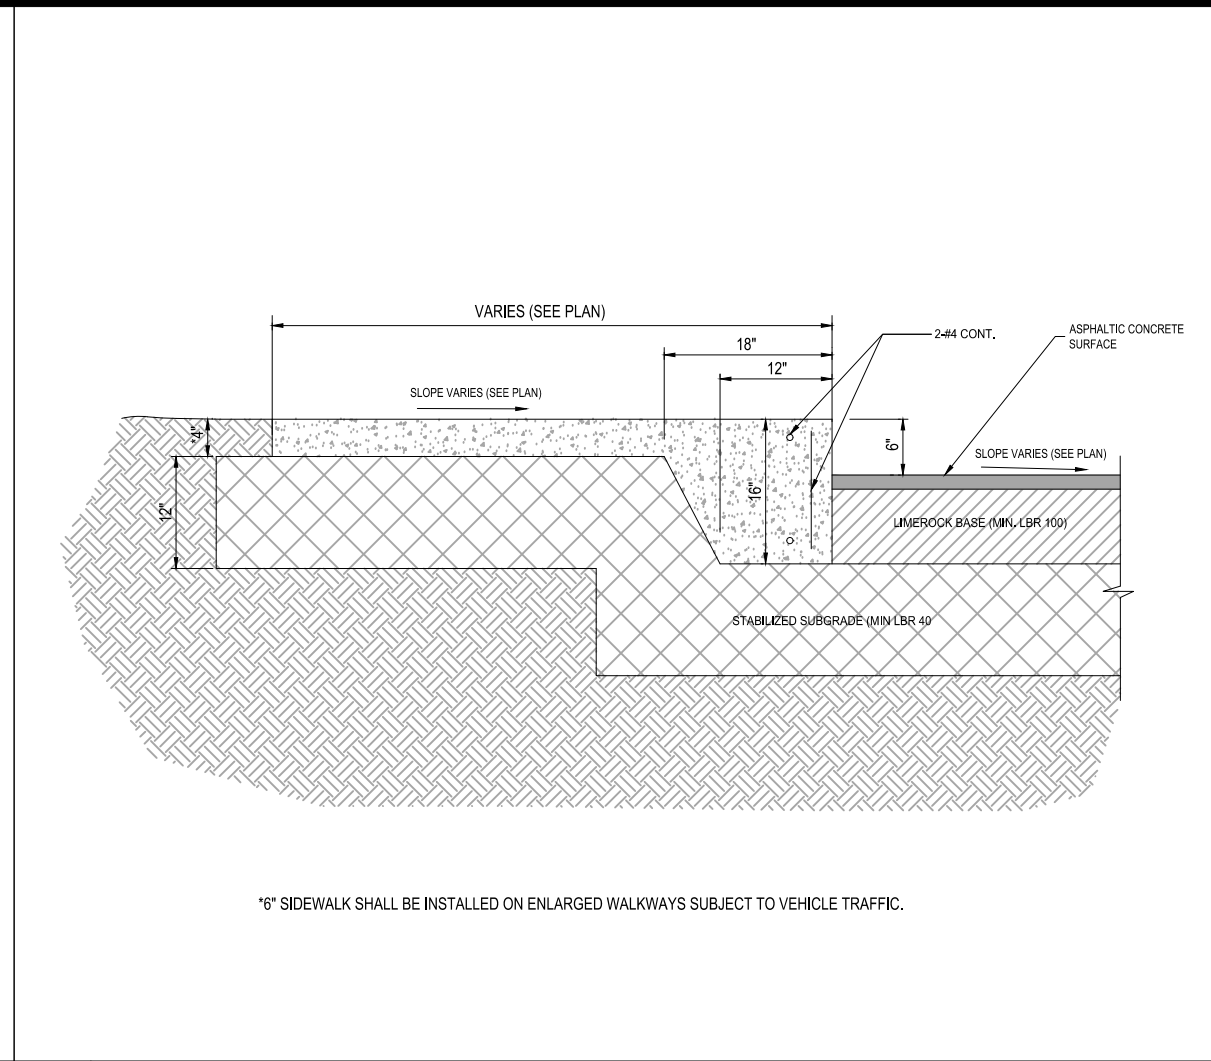 VARIES (SEE PLAN)
2-#4 CONT.
ASPHALTIC CONCRETE
SURFACE
18"
12"
SLOPE VARIES (SEE PLAN)
*4"
6"
SLOPE VARIES (SEE PLAN)
16"
12"
LIMEROCK BASE (MIN. LBR 100)
STABILIZED SUBGRADE (MIN LBR 40
*6" SIDEWALK SHALL BE INSTALLED ON ENLARGED WALKWAYS SUBJECT TO VEHICLE TRAFFIC.